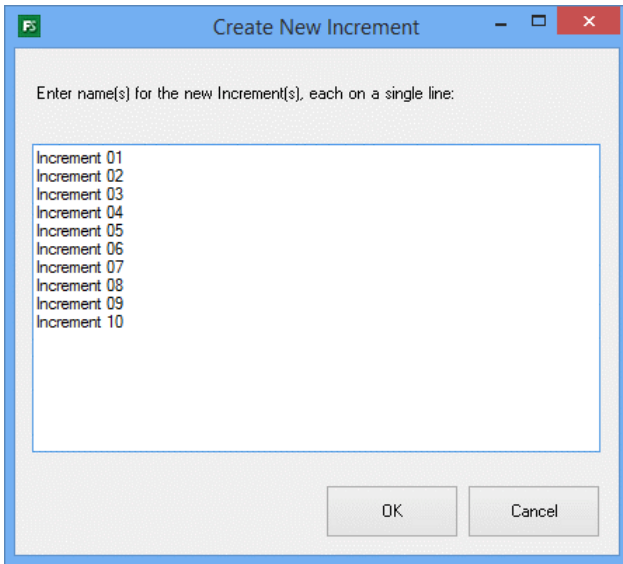 FS
Create New Increment
Enter name(s) for the new Increment(s), each on a single line:
Increment 01
Increment 02
Increment 03
Increment 04
Increment 05
Increment 06
Increment 07
Increment 08
Increment 09
Increment 10
OK
Cancel